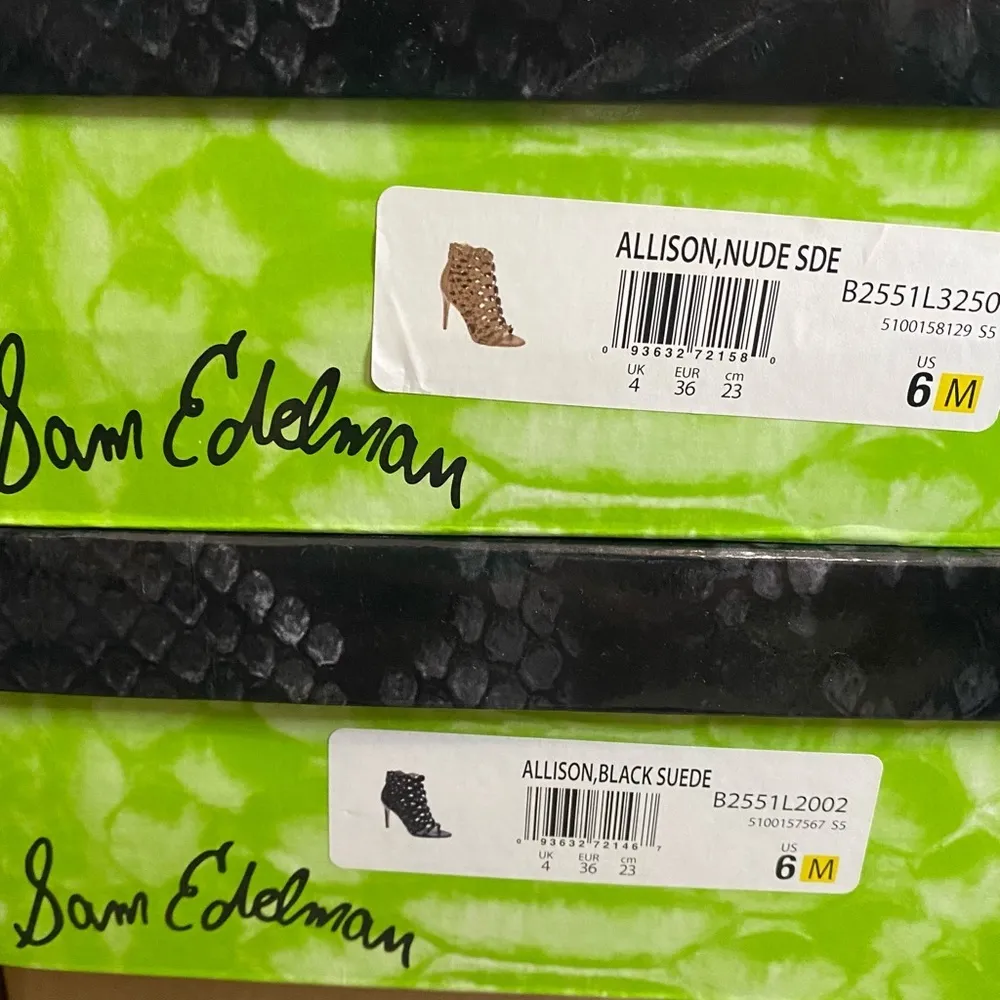 ALLISON,NUDE SDE
B2551L3250
5100158129 S5
0 93632 72158 0
UK EUR cm
4 36 23
US
6 M
Sam Edelman
ALLISON,BLACK SUEDE
B2551L2002
5100157567 S5
0 93632 72146 7
UK EUR cm
4 36 23
US
6 M
Sam Edelman